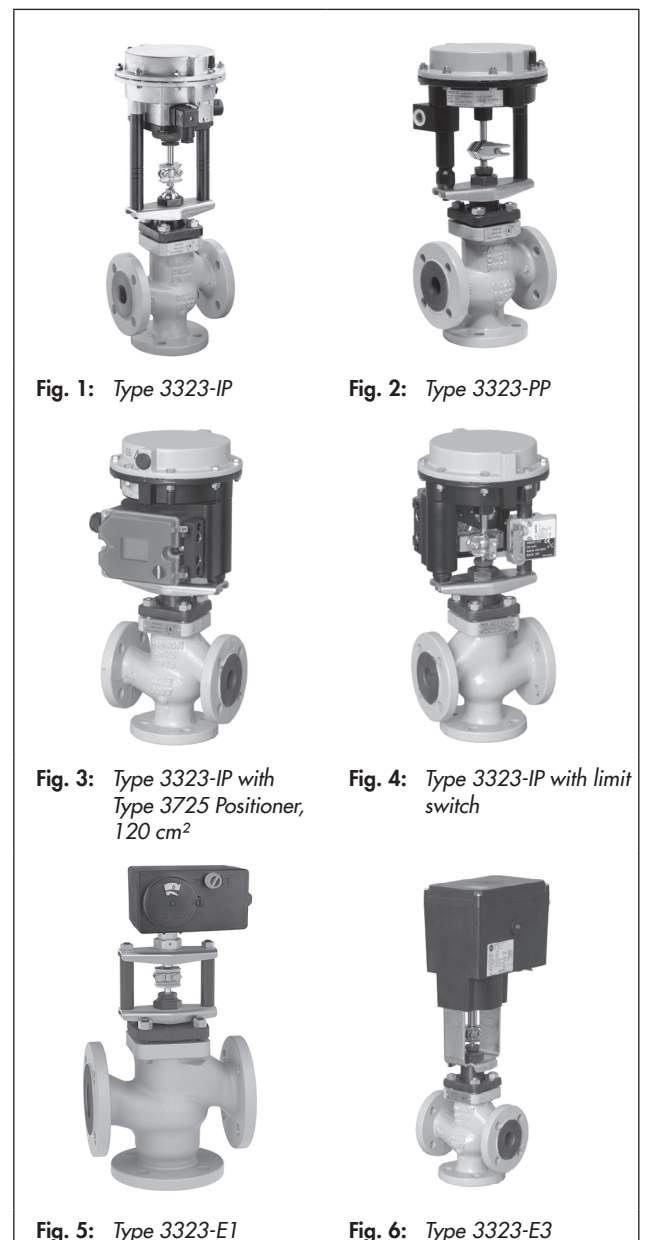 Fig. 1: Type 3323-IP
Fig. 2: Type 3323-PP
Fig. 3: Type 3323-IP with
Type 3725 Positioner,
120 cm²
Fig. 4: Type 3323-IP with limit
switch
Fig. 5: Type 3323-E1
Fig. 6: Type 3323-E3